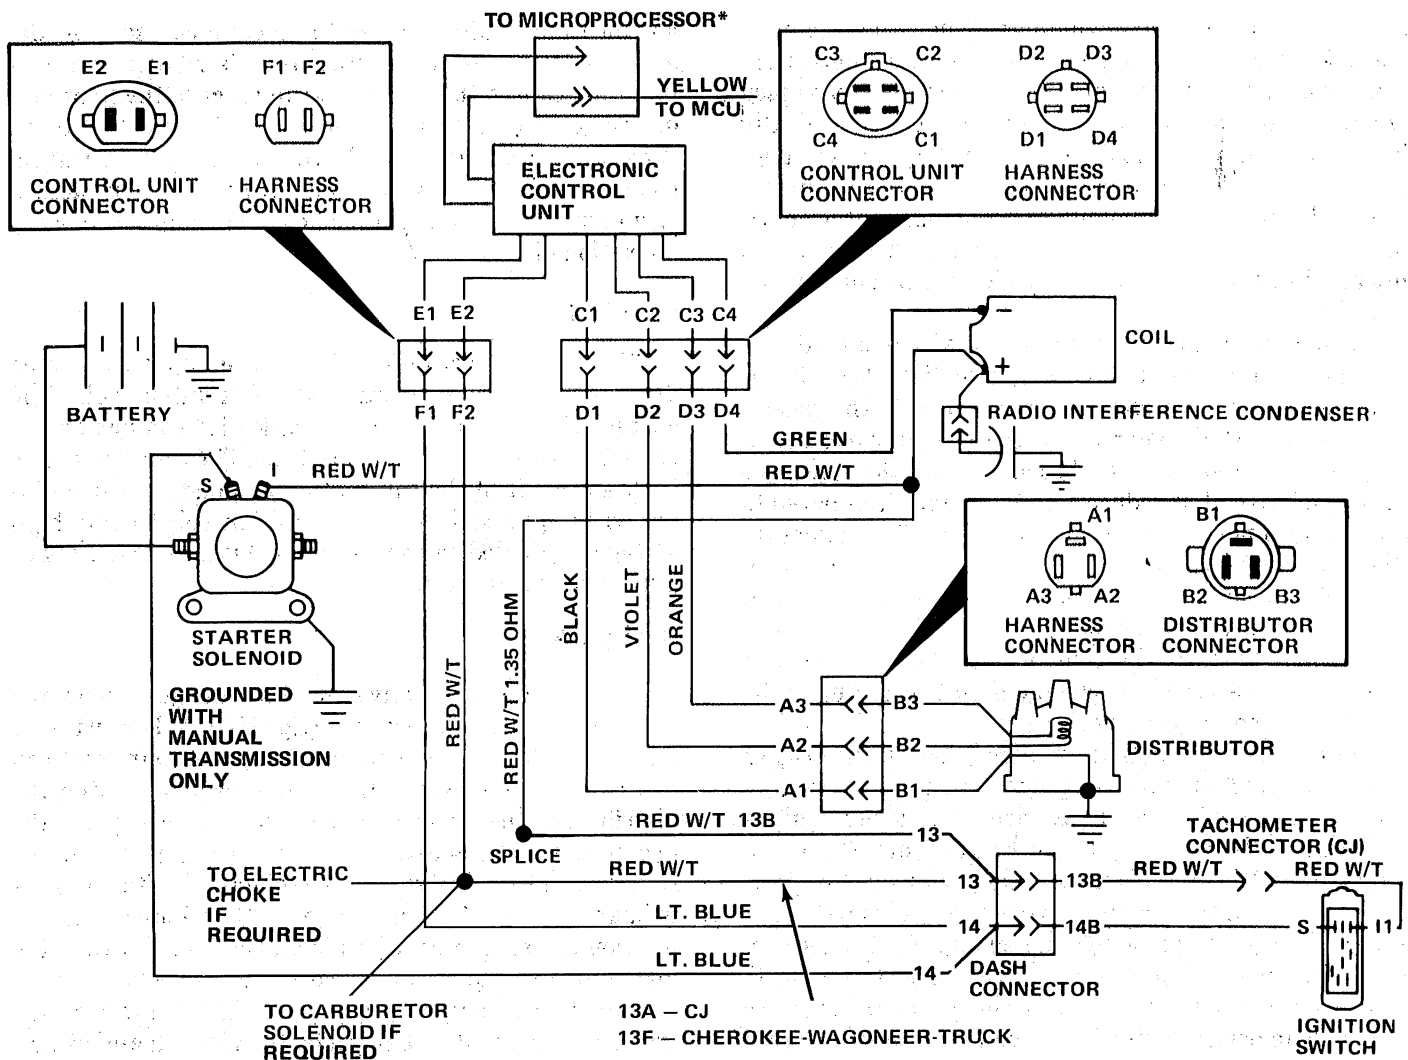 TO MICROPROCESSOR*
E2 E1 F1 F2
CONTROL UNIT
CONNECTOR
HARNESS
CONNECTOR
YELLOW
TO MCU
C3 C2
C4 C1
CONTROL UNIT
CONNECTOR
D2 D3
D1 D4
HARNESS
CONNECTOR
ELECTRONIC
CONTROL
UNIT
E1 E2 C1 C2 C3 C4
F1 F2 D1 D2 D3 D4
BATTERY
− COIL
+
RADIO INTERFERENCE CONDENSER
GREEN
RED W/T
S I RED W/T
STARTER
SOLENOID
GROUNDED
WITH
MANUAL
TRANSMISSION
ONLY
RED W/T
RED W/T 1.35 OHM
BLACK
VIOLET
ORANGE
A1
A3 A2
HARNESS
CONNECTOR
B1
B2 B3
DISTRIBUTOR
CONNECTOR
A3 B3
A2 B2
A1 B1
DISTRIBUTOR
RED W/T 13B 13
SPLICE
TACHOMETER
CONNECTOR (CJ)
TO ELECTRIC
CHOKE
IF
REQUIRED
RED W/T 13 13B RED W/T RED W/T
LT. BLUE 14 14B S I1
LT. BLUE 14
DASH
CONNECTOR
TO CARBURETOR
SOLENOID IF
REQUIRED
13A – CJ
13F – CHEROKEE-WAGONEER-TRUCK
IGNITION
SWITCH